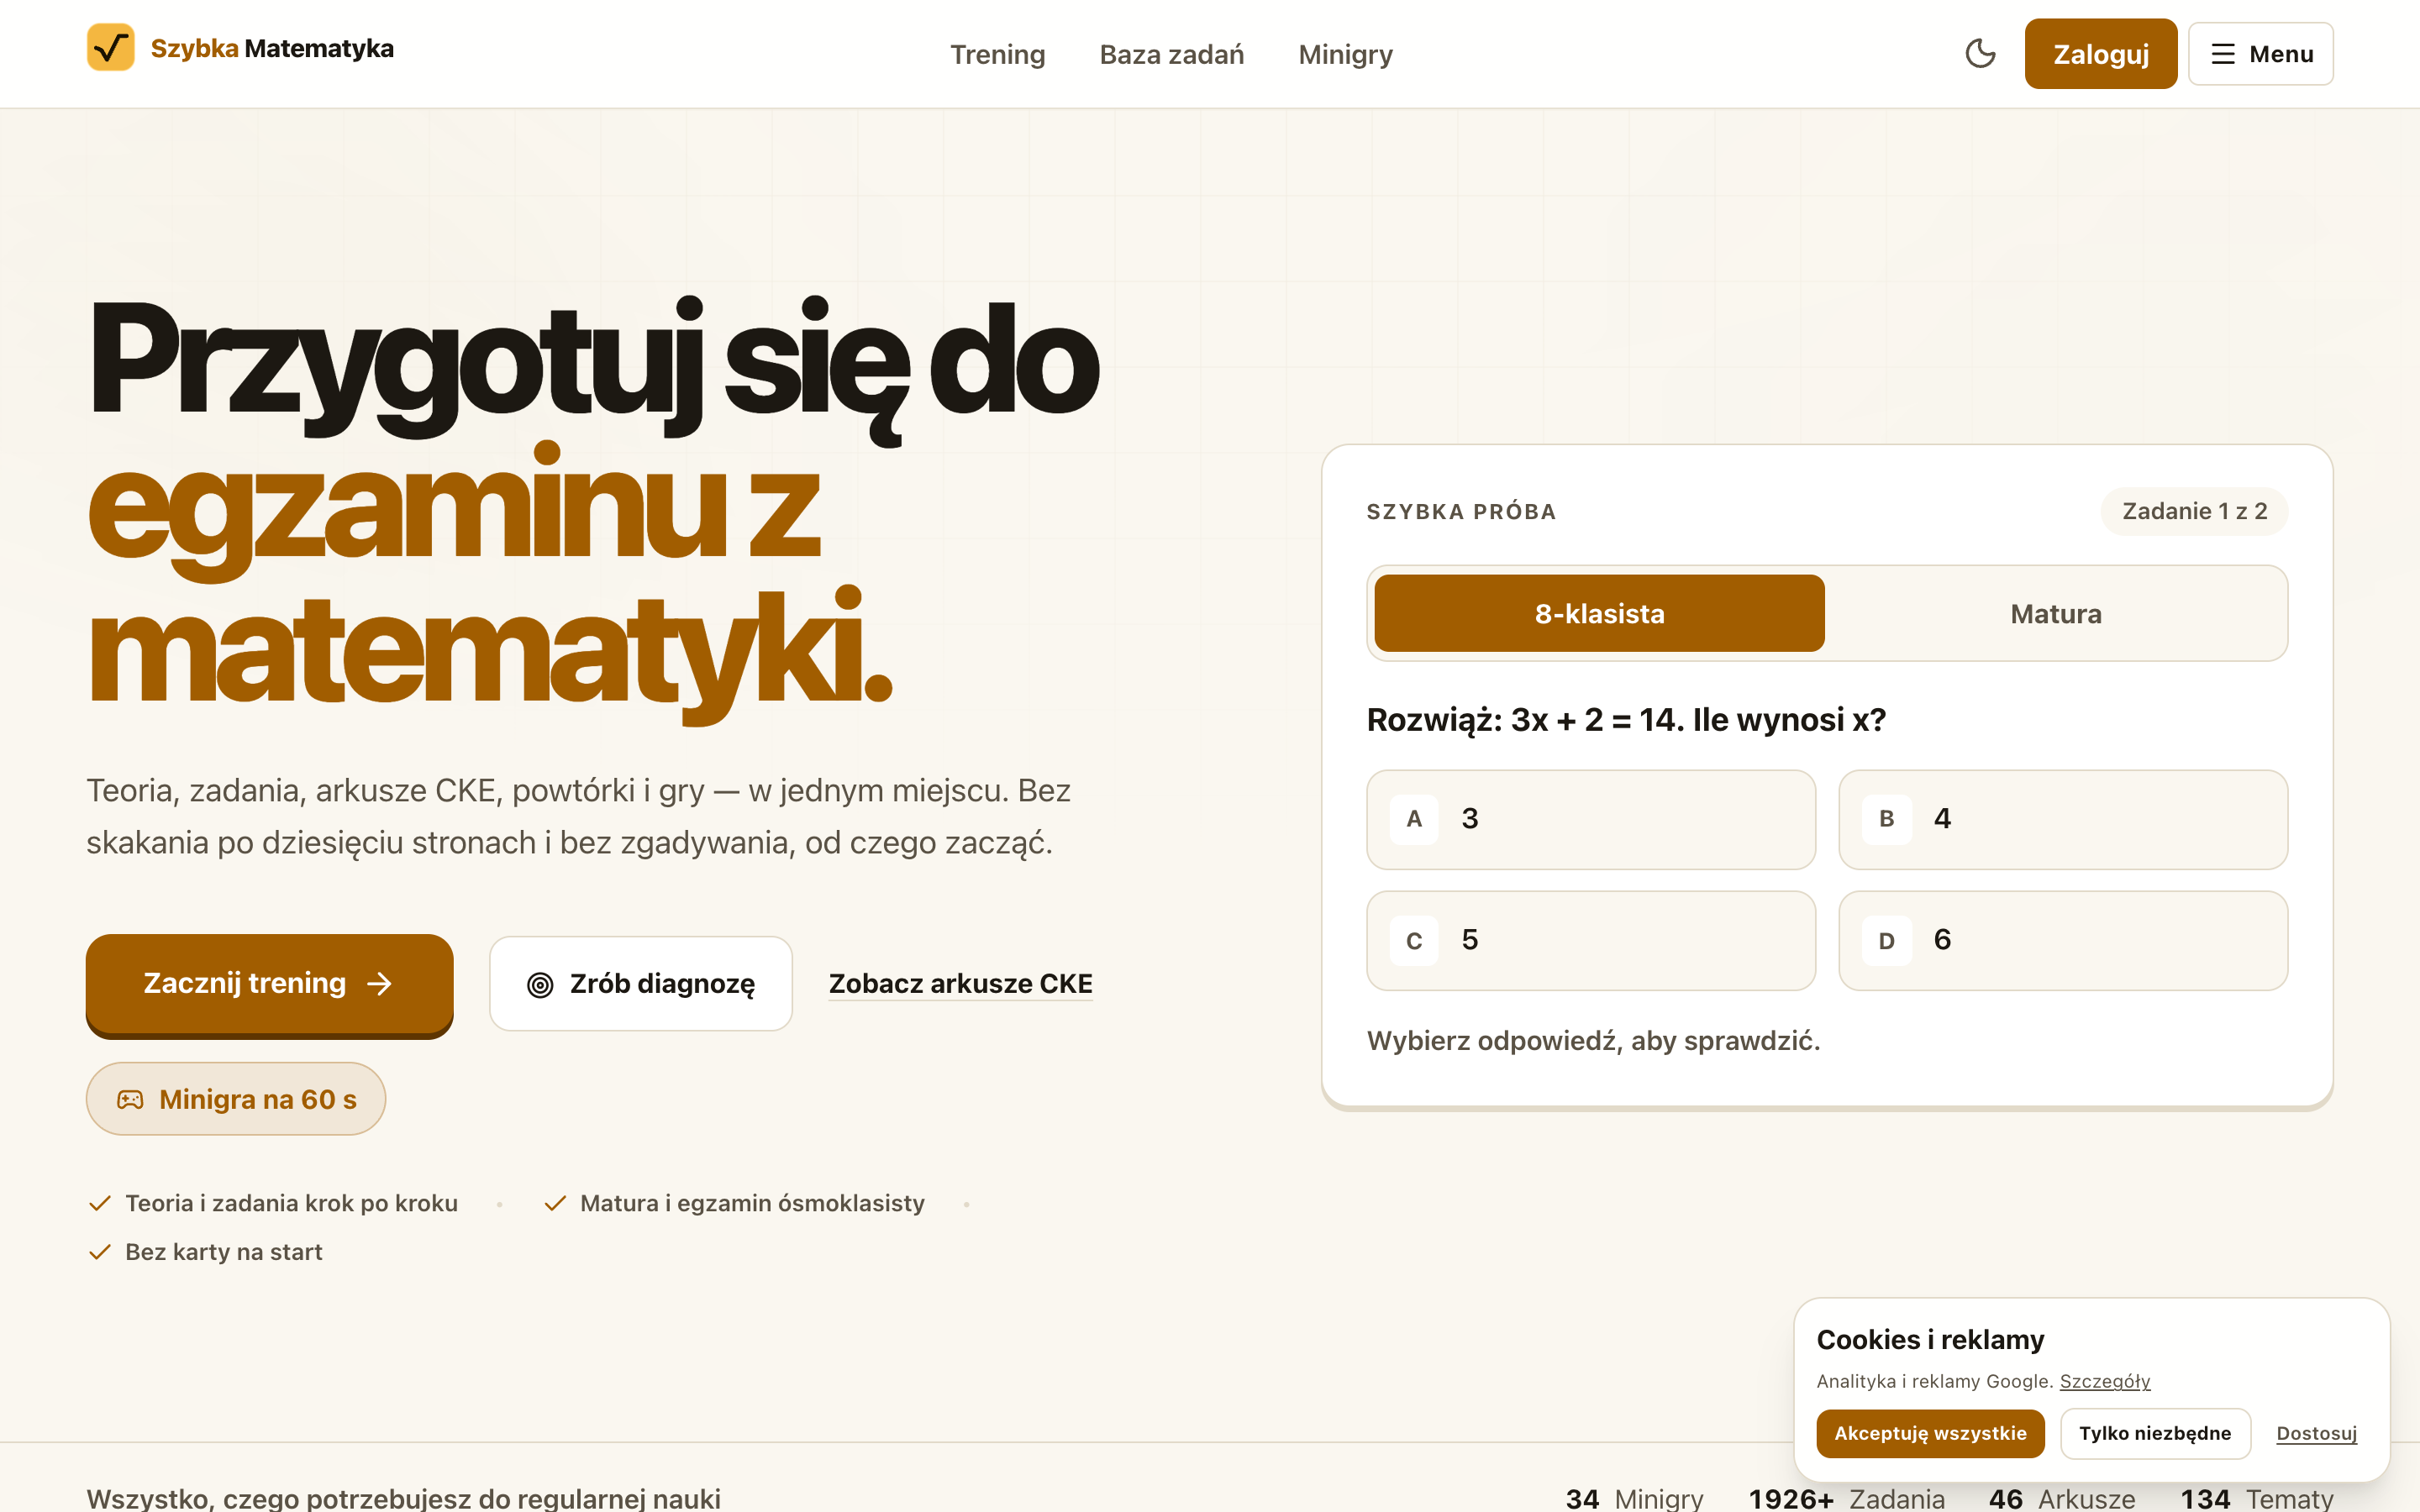 Szybka Matematyka
Trening
Baza zadań
Minigry
Zaloguj
Menu
Przygotuj się do
egzaminu z
matematyki.
Teoria, zadania, arkusze CKE, powtórki i gry — w jednym miejscu. Bez
skakania po dziesięciu stronach i bez zgadywania, od czego zacząć.
Zacznij trening
Zrób diagnozę
Zobacz arkusze CKE
Minigra na 60 s
Teoria i zadania krok po kroku
Matura i egzamin ósmoklasisty
Bez karty na start
SZYBKA PRÓBA
Zadanie 1 z 2
8-klasista
Matura
Rozwiąż: 3x + 2 = 14. Ile wynosi x?
A 3
B 4
C 5
D 6
Wybierz odpowiedź, aby sprawdzić.
Cookies i reklamy
Analityka i reklamy Google. Szczegóły
Akceptuję wszystkie
Tylko niezbędne
Dostosuj
Wszystko, czego potrzebujesz do regularnej nauki
34 Minigry
1926+ Zadania
46 Arkusze
134 Tematy